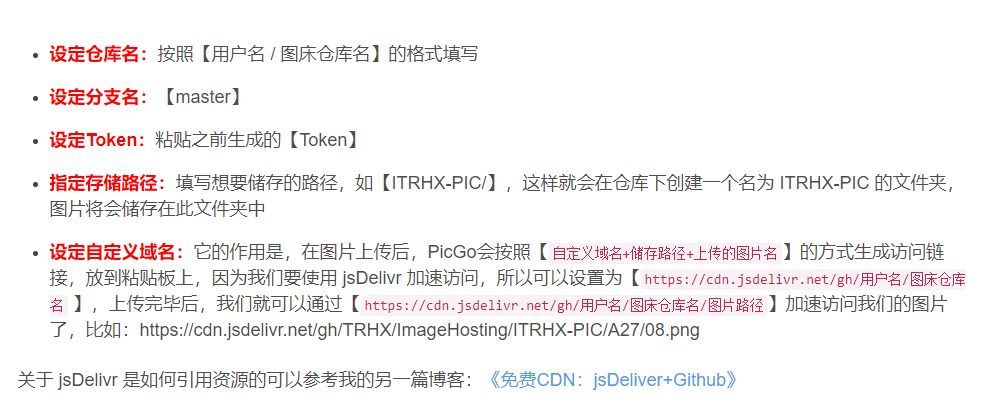 设定仓库名：按照【用户名 / 图床仓库名】的格式填写
设定分支名：【master】
设定Token：粘贴之前生成的【Token】
指定存储路径：填写想要储存的路径，如【ITRHX-PIC/】，这样就会在仓库下创建一个名为 ITRHX-PIC 的文件夹，
图片将会储存在此文件夹中
设定自定义域名：它的作用是，在图片上传后，PicGo会按照【自定义域名+储存路径+上传的图片名】的方式生成访问链
接，放到粘贴板上，因为我们要使用 jsDelivr 加速访问，所以可以设置为【https://cdn.jsdelivr.net/gh/用户名/图床仓库
名 】，上传完毕后，我们就可以通过【https://cdn.jsdelivr.net/gh/用户名/图床仓库名/图片路径】加速访问我们的图片
了，比如：https://cdn.jsdelivr.net/gh/TRHX/ImageHosting/ITRHX-PIC/A27/08.png
关于 jsDelivr 是如何引用资源的可以参考我的另一篇博客：《免费CDN：jsDeliver+Github》